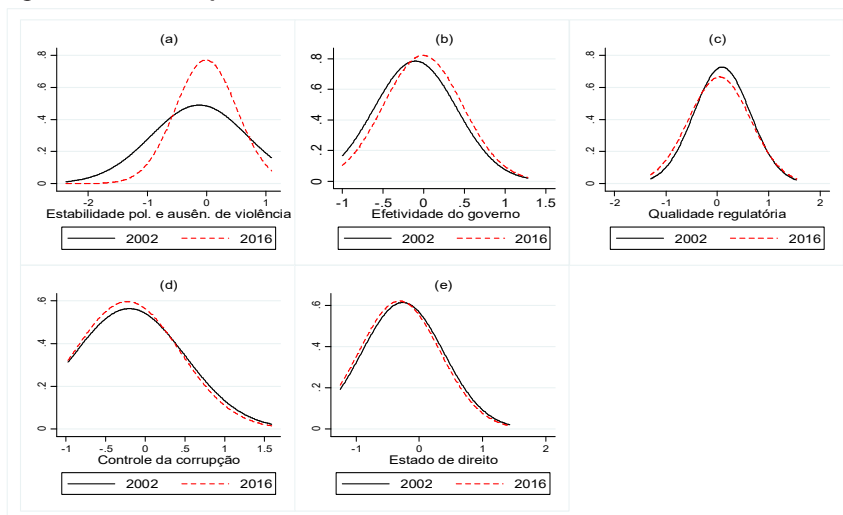 (a)
.8
.6
.4
.2
0
-2 -1 0 1
Estabilidade pol. e ausên. de violência
2002 2016
(b)
.8
.6
.4
.2
0
-1 -.5 0 .5 1 1.5
Efetividade do governo
2002 2016
(c)
.8
.6
.4
.2
0
-2 -1 0 1 2
Qualidade regulatória
2002 2016
(d)
.6
.4
.2
0
-1 -.5 0 .5 1 1.5
Controle da corrupção
2002 2016
(e)
.6
.4
.2
0
-1 0 1 2
Estado de direito
2002 2016